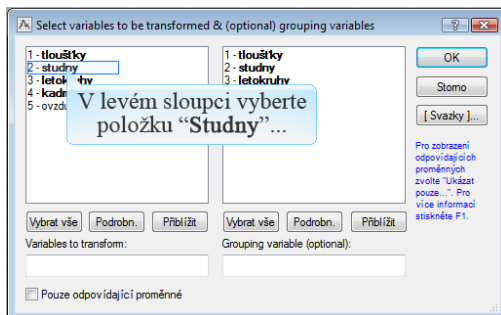 Select variables to be transformed & (optional) grouping variables
1 - tloušťky
2 - studny
3 - letokruhy
4 - kadm
5 - ovzdu
1 - tloušťky
2 - studny
3 - letokruhy
V levém sloupci vyberte
položku “Studny”...
OK
Storno
[ Svazky ]...
Pro zobrazení
odpovídajících
proměnných
zvolte "Ukázat
pouze...". Pro
více informací
stiskněte F1.
Vybrat vše
Podrobn.
Přiblížit
Vybrat vše
Podrobn.
Přiblížit
Variables to transform:
Grouping variable (optional):
Pouze odpovídající proměnné